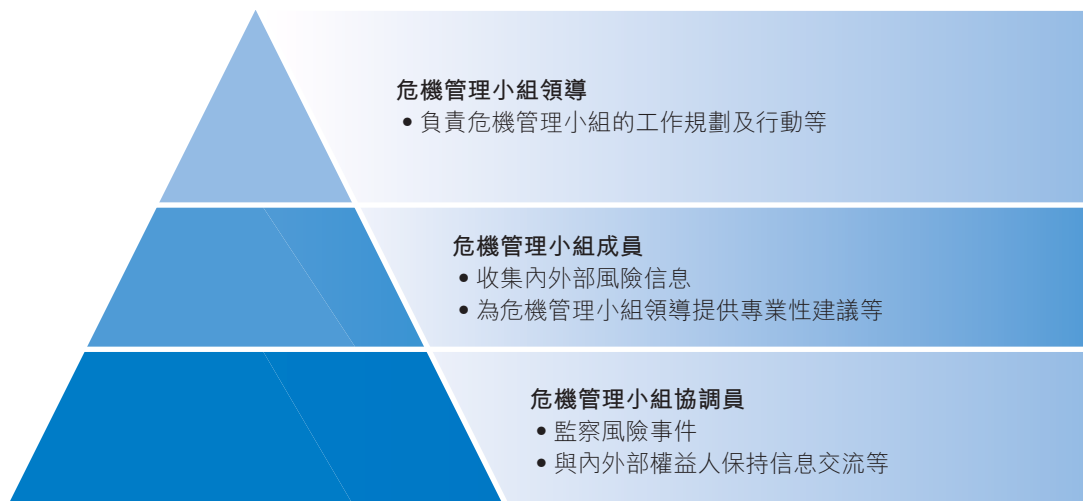 危機管理小組領導
• 負責危機管理小組的工作規劃及行動等
危機管理小組成員
• 收集內外部風險信息
• 為危機管理小組領導提供專業性建議等
危機管理小組協調員
• 監察風險事件
• 與內外部權益人保持信息交流等